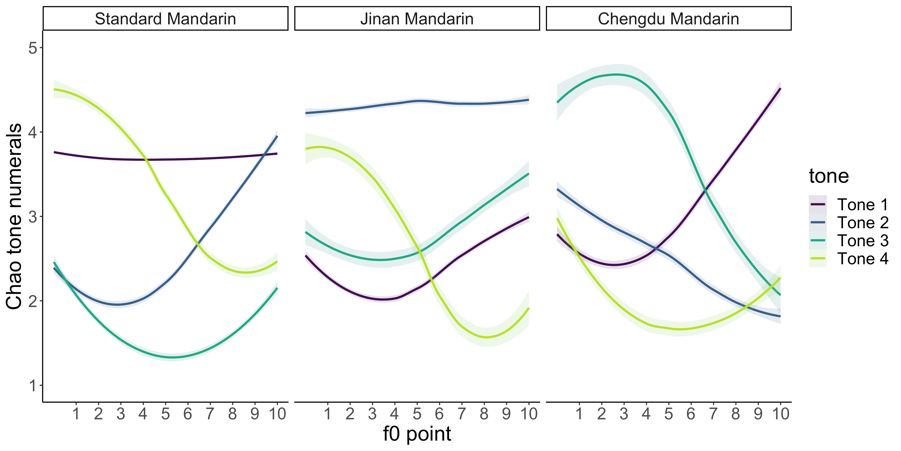 Standard Mandarin
Jinan Mandarin
Chengdu Mandarin
Chao tone numerals
5
4
3
2
1
1 2 3 4 5 6 7 8 9 10
1 2 3 4 5 6 7 8 9 10
1 2 3 4 5 6 7 8 9 10
f0 point
tone
Tone 1
Tone 2
Tone 3
Tone 4